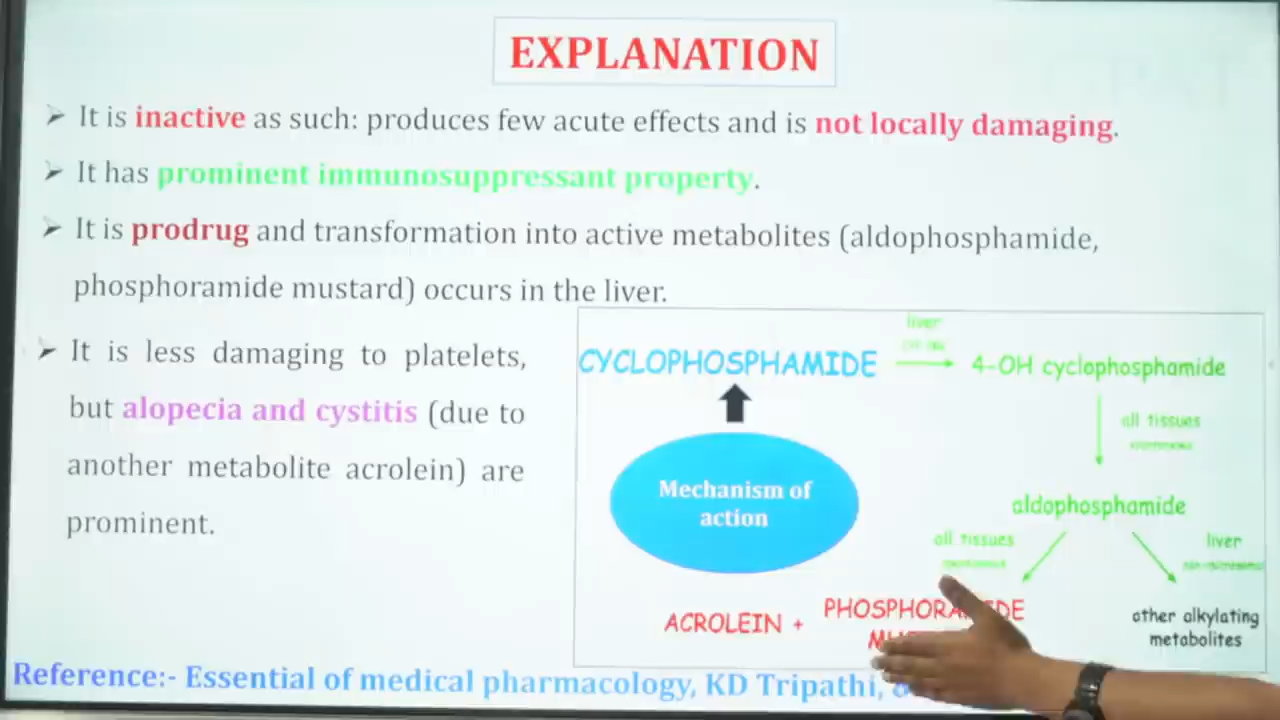 EXPLANATION
➢ It is inactive as such: produces few acute effects and is not locally damaging.
➢ It has prominent immunosuppressant property.
➢ It is prodrug and transformation into active metabolites (aldophosphamide,
phosphoramide mustard) occurs in the liver.
➢ It is less damaging to platelets,
but alopecia and cystitis (due to
another metabolite acrolein) are
prominent.
liver
CYCLOPHOSPHAMIDE
4-OH cyclophosphamide
all tissues
Mechanism of
action
aldophosphamide
all tissues
liver
ACROLEIN +
other alkylating
metabolites
Reference:- Essential of medical pharmacology, KD Tripathi,